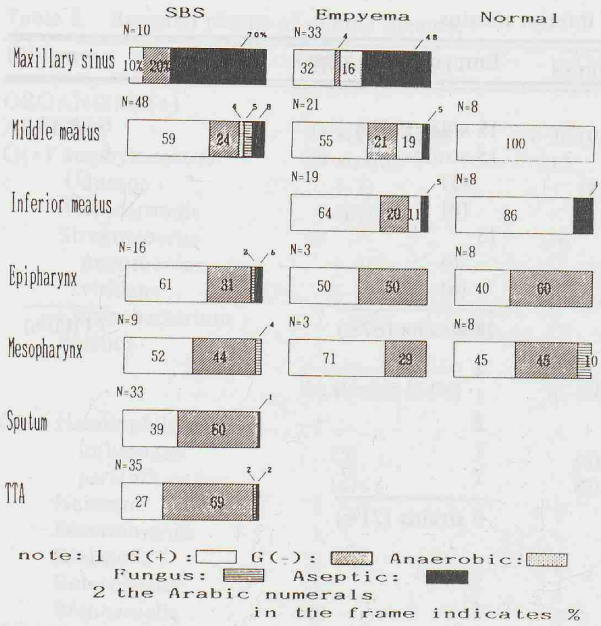 SBS Empyema Normal
N=10 N=33
Maxillary sinus 10% 20% 70% 32 4 16 48
N=48 N=21 N=8
Middle meatus 59 24 4 5 8 55 21 19 5 100
N=19 N=8
Inferior meatus 64 20 11 5 86
N=16 N=3 N=8
Epipharynx 61 31 2 6 50 50 40 60
N=9 N=3 N=8
Mesopharynx 52 44 4 71 29 45 45 10
N=33
Sputum 39 60 1
N=35
TTA 27 69 2 2
note: 1 G(+): G(-): Anaerobic:
Fungus: Aseptic:
2 the Arabic numerals
in the frame indicates %